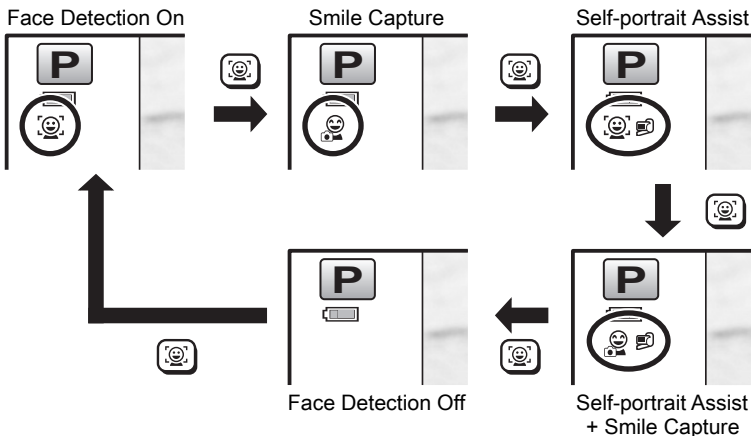 Face Detection On
Smile Capture
Self-portrait Assist
P
P
P
P
P
Face Detection Off
Self-portrait Assist
+ Smile Capture